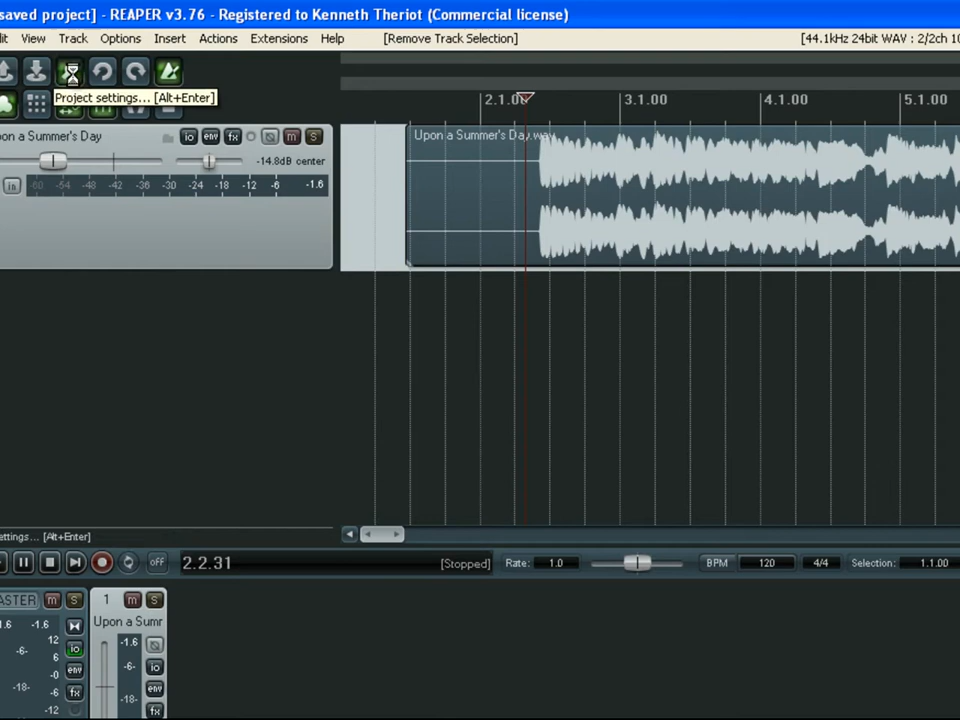 saved project] - REAPER v3.76 - Registered to Kenneth Theriot (Commercial license)
it View Track Options Insert Actions Extensions Help [Remove Track Selection] [44.1kHz 24bit WAV : 2/2ch 10
Project settings... [Alt+Enter]
2.1.00 3.1.00 4.1.00 5.1.00
on a Summer's Day io env fx m S
Upon a Summer's Day.wav
-14.8dB center
in -60 -54 -48 -42 -36 -30 -24 -18 -12 -6 -1.6
ettings... [Alt+Enter]
OFF 2.2.31 [Stopped] Rate: 1.0 BPM 120 4/4 Selection: 1.1.00
ASTER m S 1 m S
1.6 -1.6 Upon a Sumr
12 -1.6
-6- io
6 -6- io
-0 env
env
-18- -6 fx -18-
-12 fx